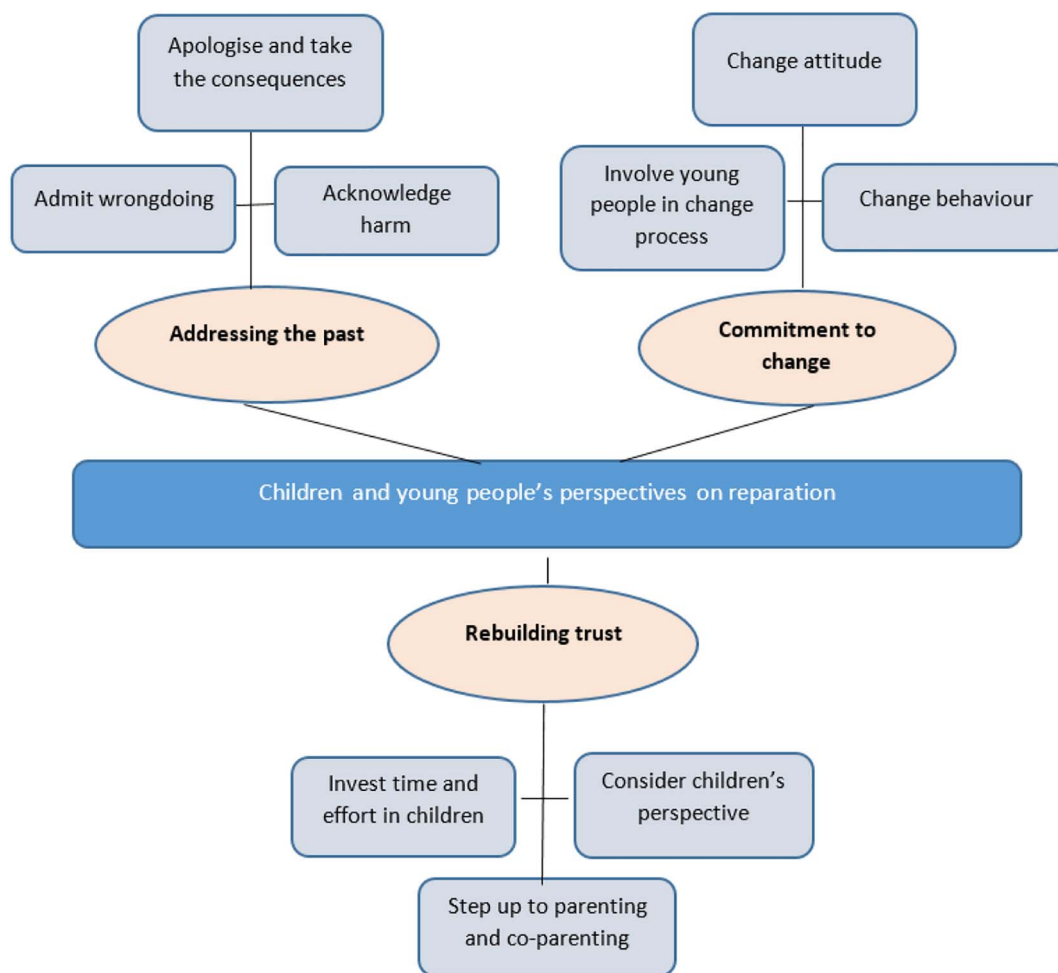 Apologise and take
the consequences
Change attitude
Admit wrongdoing
Acknowledge
harm
Involve young
people in change
process
Change behaviour
Addressing the past
Commitment to
change
Children and young people’s perspectives on reparation
Rebuilding trust
Invest time and
effort in children
Consider children’s
perspective
Step up to parenting
and co-parenting